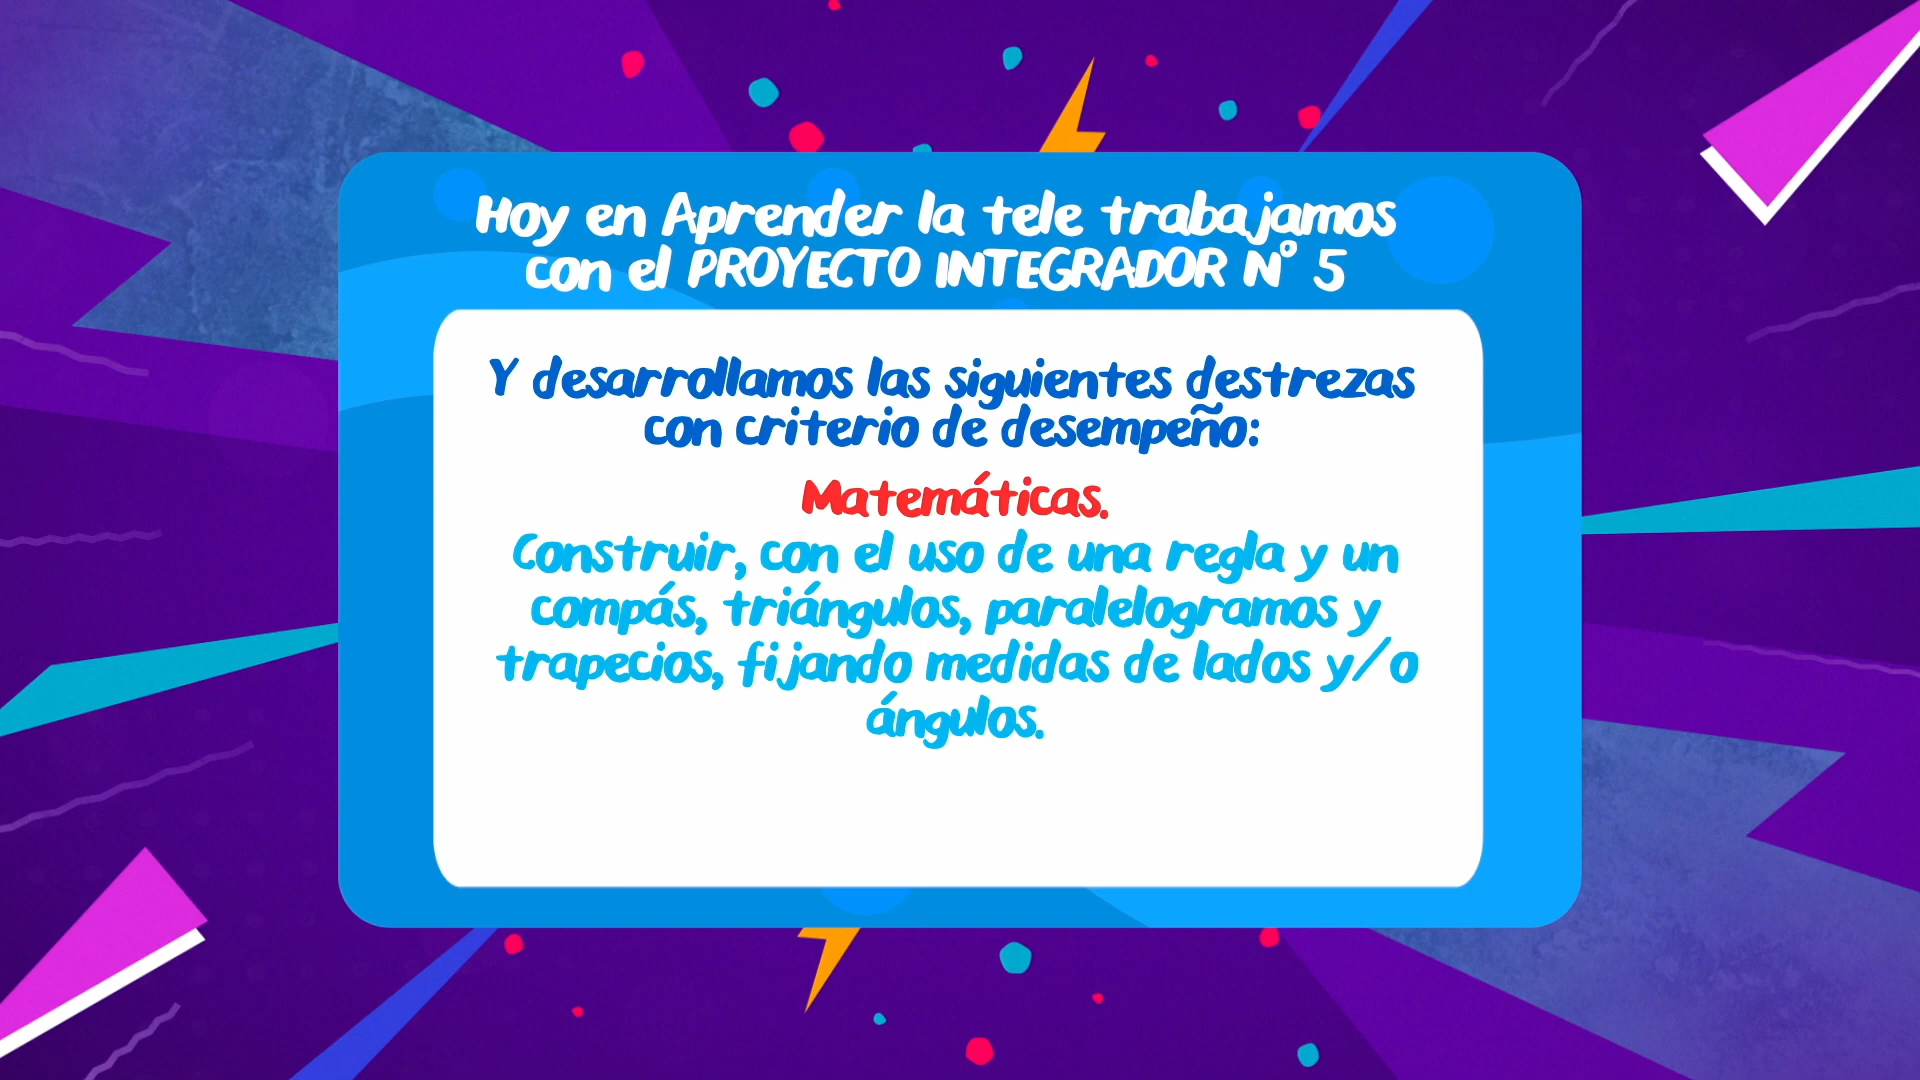 Hoy en Aprender la tele trabajamos
con el PROYECTO INTEGRADOR N° 5
Y desarrollamos las siguientes destrezas
con criterio de desempeño:
Matemáticas.
Construir, con el uso de una regla y un
compás, triángulos, paralelogramos y
trapecios, fijando medidas de lados y/o
ángulos.